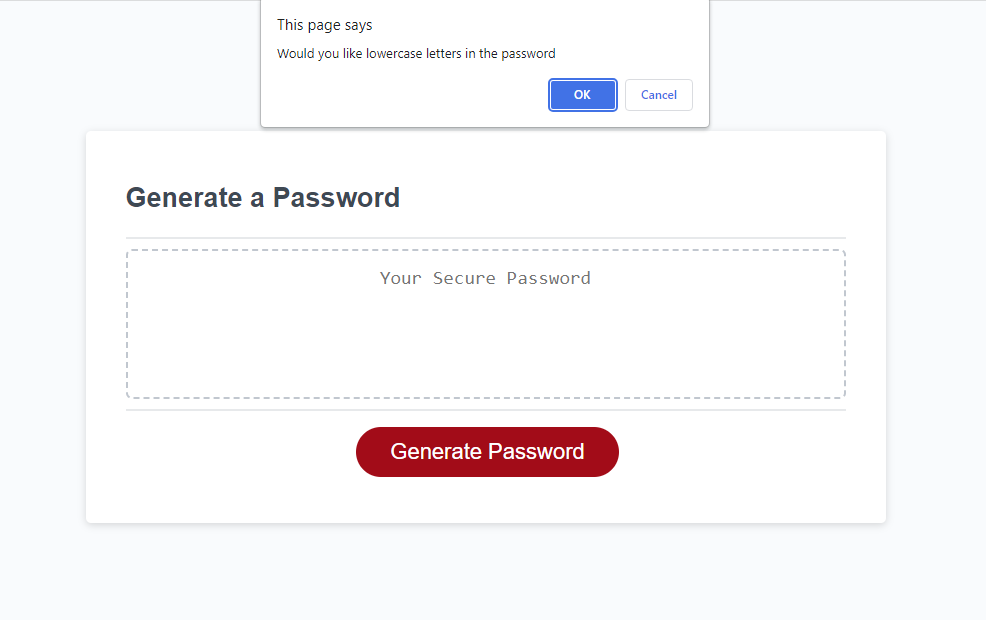 This page says
Would you like lowercase letters in the password
OK Cancel
Generate a Password
Your Secure Password
Generate Password